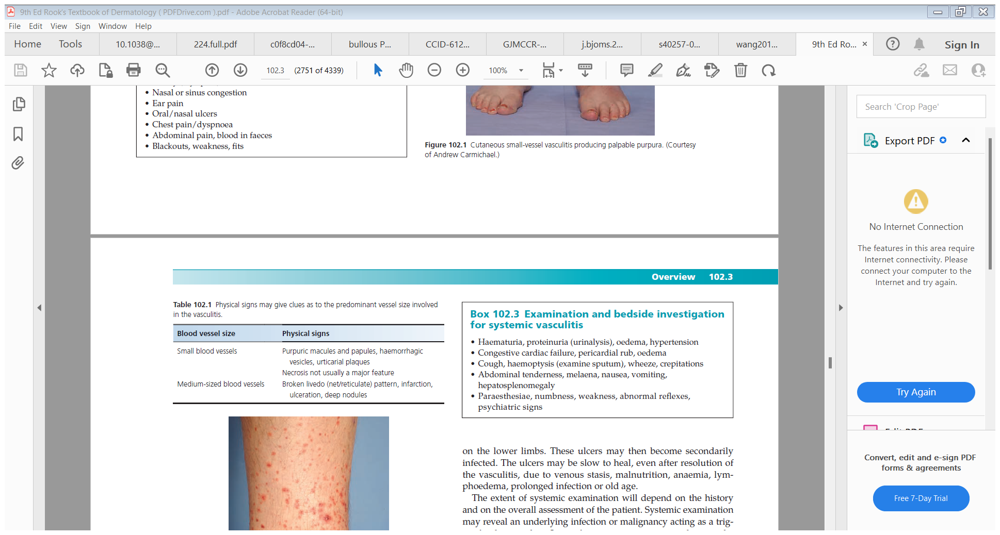 9th Ed Rook's Textbook of Dermatology ( PDFDrive.com ).pdf - Adobe Acrobat Reader (64-bit)
File Edit View Sign Window Help
Home Tools 10.1038@... 224.full.pdf c0f8cd04-... bullous P... CCID-612... GJMCCR-... j.bjoms.2... s40257-0... wang201... 9th Ed Ro... × Sign In
102.3 (2751 of 4339) 100%
• Nasal or sinus congestion
• Ear pain
• Oral/nasal ulcers
• Chest pain/dyspnoea
• Abdominal pain, blood in faeces
• Blackouts, weakness, fits
Figure 102.1 Cutaneous small-vessel vasculitis producing palpable purpura. (Courtesy
of Andrew Carmichael.)
Overview 102.3
Table 102.1 Physical signs may give clues as to the predominant vessel size involved
in the vasculitis.
Blood vessel size Physical signs
Small blood vessels Purpuric macules and papules, haemorrhagic
vesicles, urticarial plaques
Necrosis not usually a major feature
Medium-sized blood vessels Broken livedo (net/reticulate) pattern, infarction,
ulceration, deep nodules
Box 102.3 Examination and bedside investigation
for systemic vasculitis
• Haematuria, proteinuria (urinalysis), oedema, hypertension
• Congestive cardiac failure, pericardial rub, oedema
• Cough, haemoptysis (examine sputum), wheeze, crepitations
• Abdominal tenderness, melaena, nausea, vomiting,
hepatosplenomegaly
• Paraesthesiae, numbness, weakness, abnormal reflexes,
psychiatric signs
on the lower limbs. These ulcers may then become secondarily
infected. The ulcers may be slow to heal, even after resolution of
the vasculitis, due to venous stasis, malnutrition, anaemia, lym-
phoedema, prolonged infection or old age.
The extent of systemic examination will depend on the history
and on the overall assessment of the patient. Systemic examination
may reveal an underlying infection or malignancy acting as a trig-
Search 'Crop Page'
Export PDF
No Internet Connection
The features in this area require
Internet connectivity. Please
connect your computer to the
Internet and try again.
Try Again
Edit PDF
Convert, edit and e-sign PDF
forms & agreements
Free 7-Day Trial